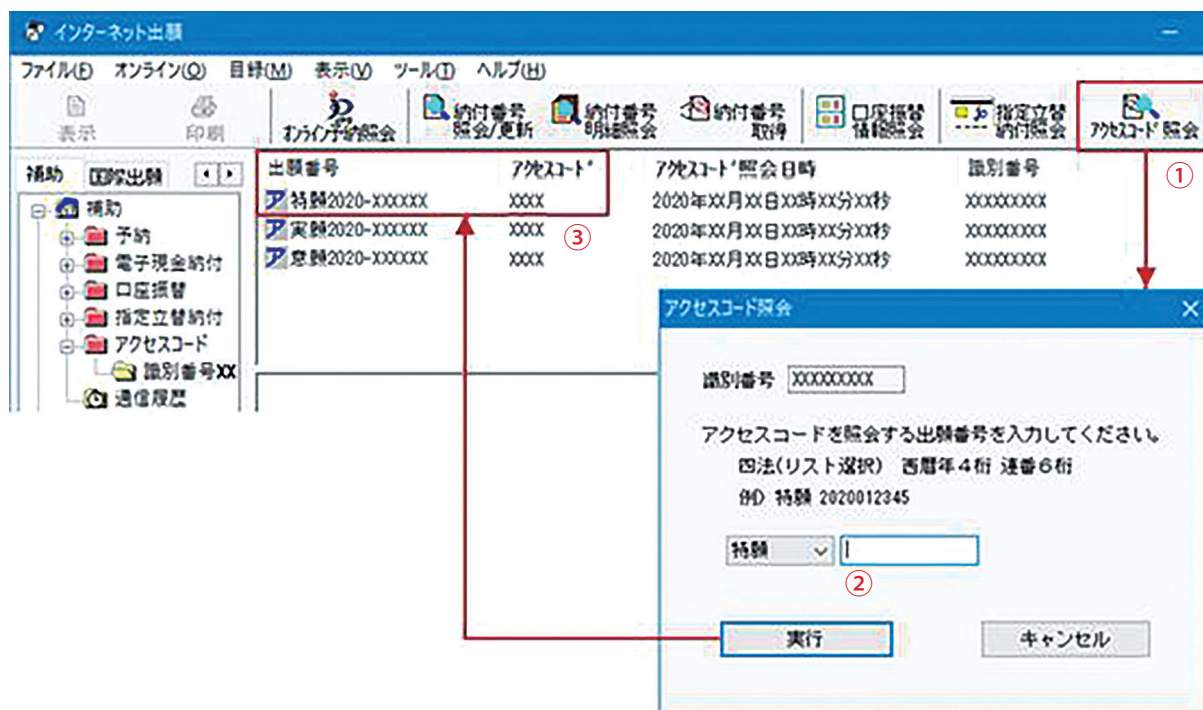 インターネット出願
ファイル(F) オンライン(O) 目録(M) 表示(V) ツール(T) ヘルプ(H)
表示
印刷
オンライン予納照会
納付番号
照会/更新
納付番号
明細照会
納付番号
取得
口座振替
情報照会
指定立替
納付照会
アクセスコード照会
①
補助 国際出願
補助
予納
電子現金納付
口座振替
指定立替納付
アクセスコード
識別番号XX
通信履歴
出願番号 アクセスコード アクセスコード照会日時 識別番号
特願2020-XXXXXX XXXX 2020年XX月XX日XX時XX分XX秒 XXXXXXXXX
実願2020-XXXXXX XXXX 2020年XX月XX日XX時XX分XX秒 XXXXXXXXX
意願2020-XXXXXX XXXX 2020年XX月XX日XX時XX分XX秒 XXXXXXXXX
③
アクセスコード照会
識別番号 XXXXXXXXX
アクセスコードを照会する出願番号を入力してください。
四法(リスト選択) 西暦年4桁 連番6桁
例) 特願 2020012345
特願
②
実行 キャンセル